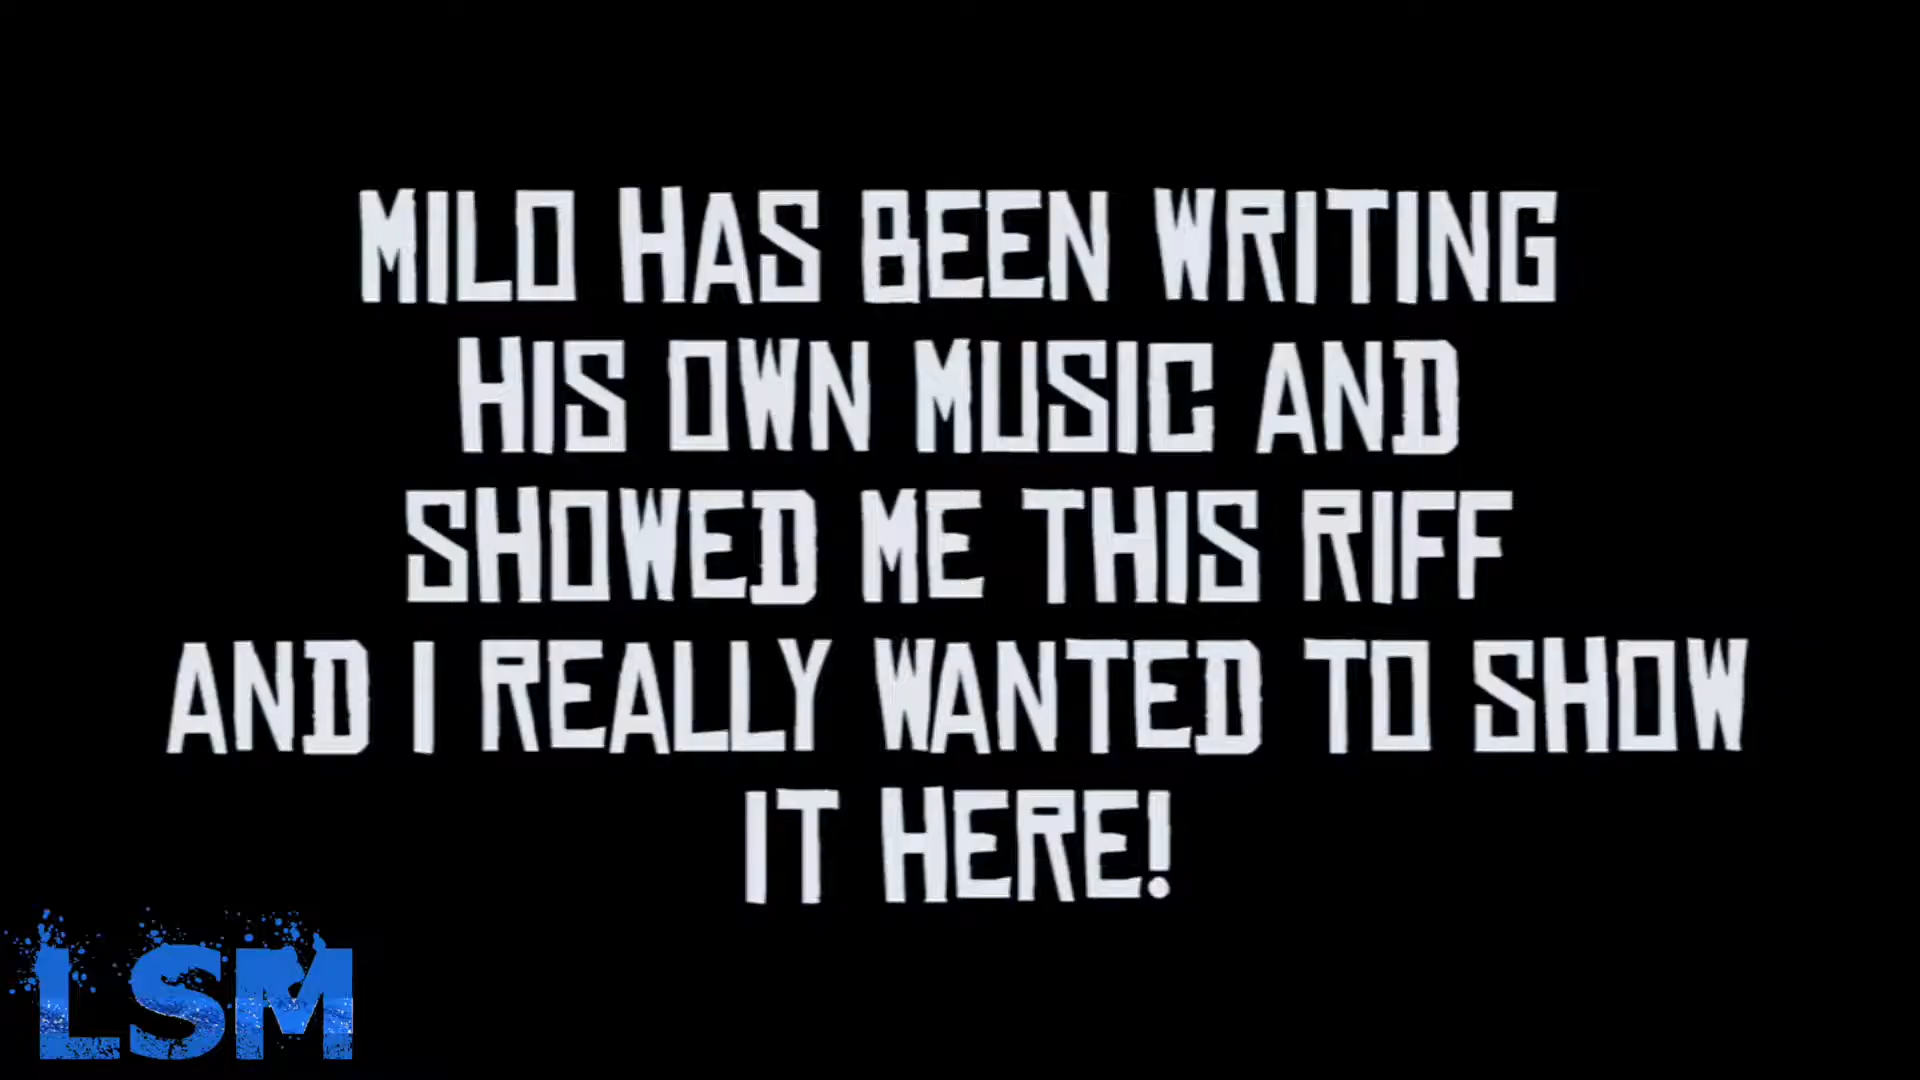 MILO HAS BEEN WRITING
HIS OWN MUSIC AND
SHOWED ME THIS RIFF
AND I REALLY WANTED TO SHOW
IT HERE!
LSM